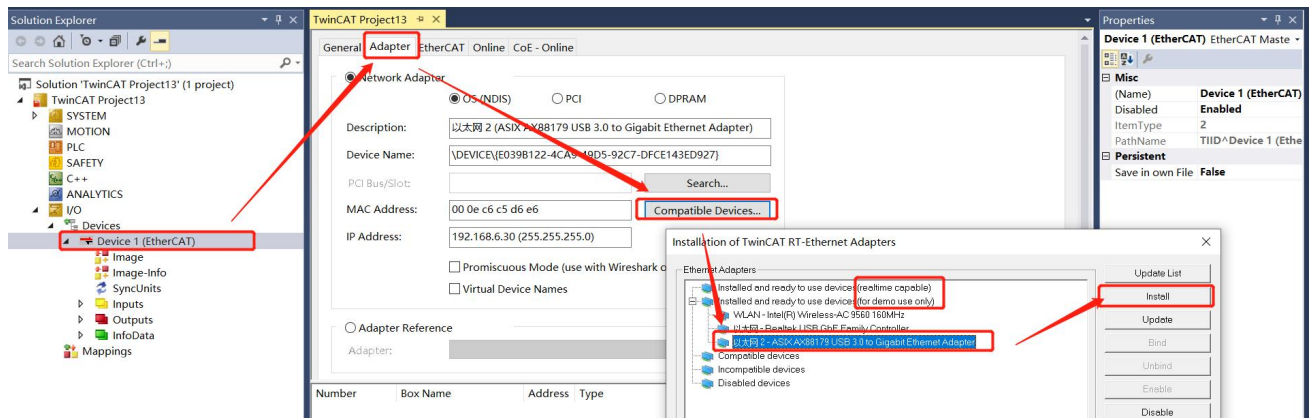 Solution Explorer
Search Solution Explorer (Ctrl+;)
Solution 'TwinCAT Project13' (1 project)
TwinCAT Project13
SYSTEM
MOTION
PLC
SAFETY
C++
ANALYTICS
I/O
Devices
Device 1 (EtherCAT)
Image
Image-Info
SyncUnits
Inputs
Outputs
InfoData
Mappings
TwinCAT Project13
General Adapter EtherCAT Online CoE - Online
Network Adapter
OS (NDIS) PCI DPRAM
Description: 以太网 2 (ASIX AX88179 USB 3.0 to Gigabit Ethernet Adapter)
Device Name: \DEVICE\{E039B122-4CA9-49D5-92C7-DFCE143ED927}
PCI Bus/Slot: Search...
MAC Address: 00 0e c6 c5 d6 e6 Compatible Devices...
IP Address: 192.168.6.30 (255.255.255.0)
Promiscuous Mode (use with Wireshark o
Virtual Device Names
Adapter Reference
Adapter:
Number Box Name Address Type
Installation of TwinCAT RT-Ethernet Adapters
Ethernet Adapters
Installed and ready to use devices(realtime capable)
Installed and ready to use devices(for demo use only)
WLAN - Intel(R) Wireless-AC 9560 160MHz
以太网 - Realtek USB GbE Family Controller
以太网 2 - ASIX AX88179 USB 3.0 to Gigabit Ethernet Adapter
Compatible devices
Incompatible devices
Disabled devices
Update List
Install
Update
Bind
Unbind
Enable
Disable
Properties
Device 1 (EtherCAT) EtherCAT Maste
Misc
(Name) Device 1 (EtherCAT)
Disabled Enabled
ItemType 2
PathName TIID^Device 1 (Ethe
Persistent
Save in own File False